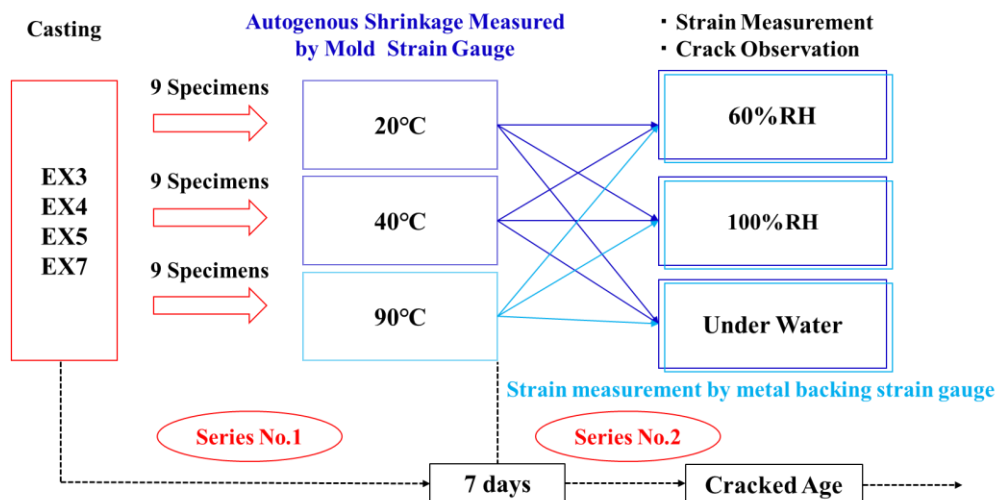 Casting
Autogenous Shrinkage Measured
by Mold Strain Gauge
・ Strain Measurement
・ Crack Observation
EX3
EX4
EX5
EX7
9 Specimens
9 Specimens
9 Specimens
20°C
40°C
90°C
60%RH
100%RH
Under Water
Strain measurement by metal backing strain gauge
Series No.1
Series No.2
7 days
Cracked Age